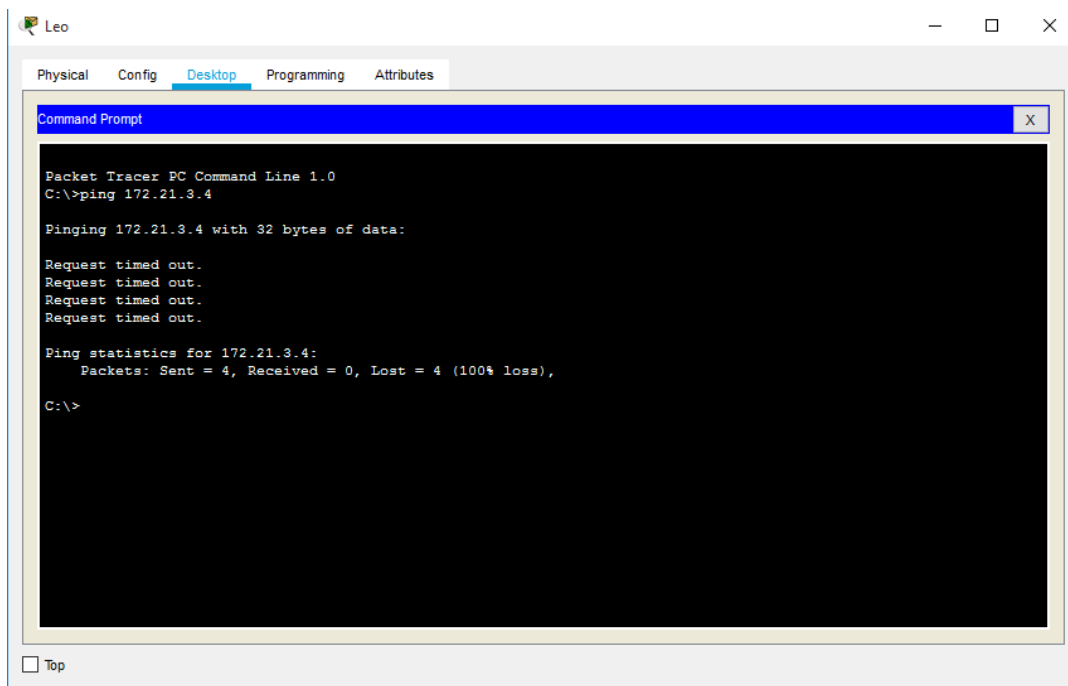 Leo
Physical Config Desktop Programming Attributes
Command Prompt X
Packet Tracer PC Command Line 1.0
C:\>ping 172.21.3.4
Pinging 172.21.3.4 with 32 bytes of data:
Request timed out.
Request timed out.
Request timed out.
Request timed out.
Ping statistics for 172.21.3.4:
Packets: Sent = 4, Received = 0, Lost = 4 (100% loss),
C:\>
Top